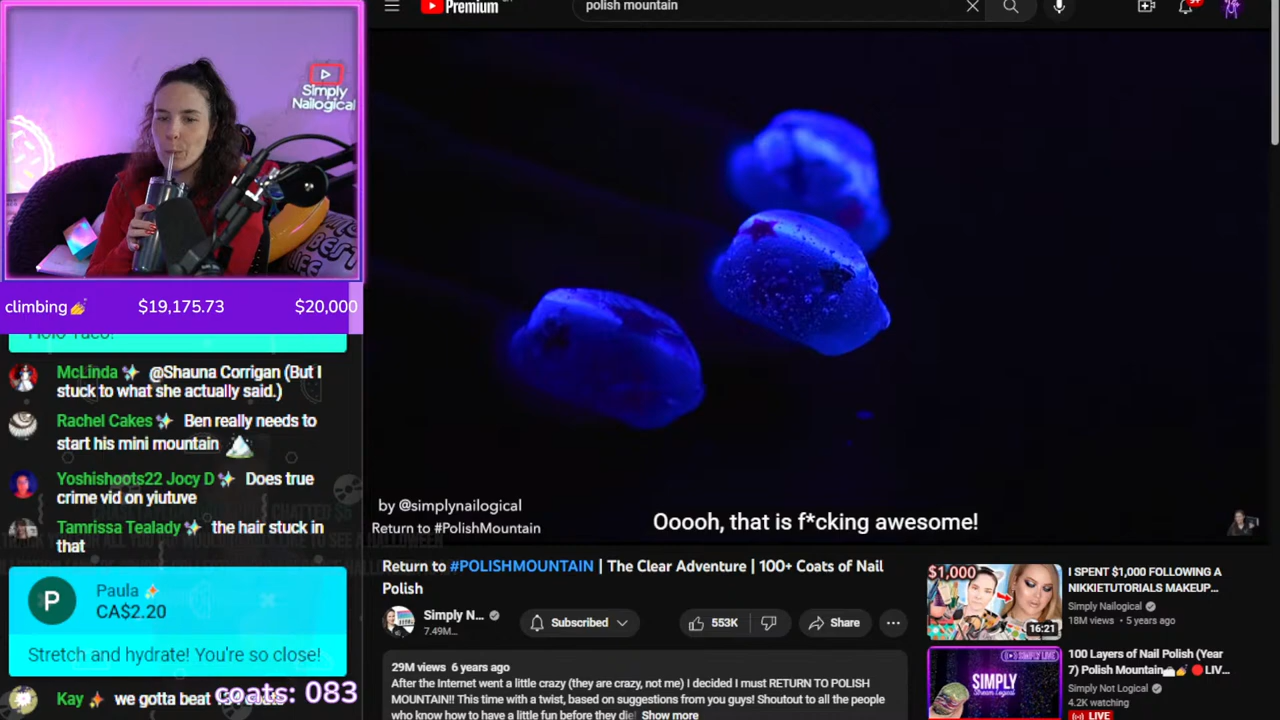 Premium
polish mountain
9+
Simply
Nailogical
climbing💅 $19,175.73 $20,000
Holo Taco!
McLinda✨ @Shauna Corrigan (But I
stuck to what she actually said.)
Rachel Cakes✨ Ben really needs to
start his mini mountain
Yoshishoots22 Jocy D✨ Does true
crime vid on yiutuve
Tamrissa Tealady✨ the hair stuck in
that
P
Paula ✨
CA$2.20
Stretch and hydrate! You're so close!
Kay ✨ we gotta beat
coats: 083
by @simplynailogical
Return to #PolishMountain
Ooooh, that is f*cking awesome!
Return to #POLISHMOUNTAIN | The Clear Adventure | 100+ Coats of Nail
Polish
Simply N...
7.49M...
Subscribed
553K
Share
29M views 6 years ago
After the Internet went a little crazy (they are crazy, not me) I decided I must RETURN TO POLISH
MOUNTAIN!! This time with a twist, based on suggestions from you guys! Shoutout to all the people
who know how to have a little fun before they die! Show more
$1,000
16:21
I SPENT $1,000 FOLLOWING A
NIKKIETUTORIALS MAKEUP...
Simply Nailogical
18M views • 5 years ago
SIMPLY LIVE
SIMPLY
100 Layers of Nail Polish (Year
7) Polish Mountain🏔💅 🔴LIV...
Simply Not Logical
4.2K watching
LIVE